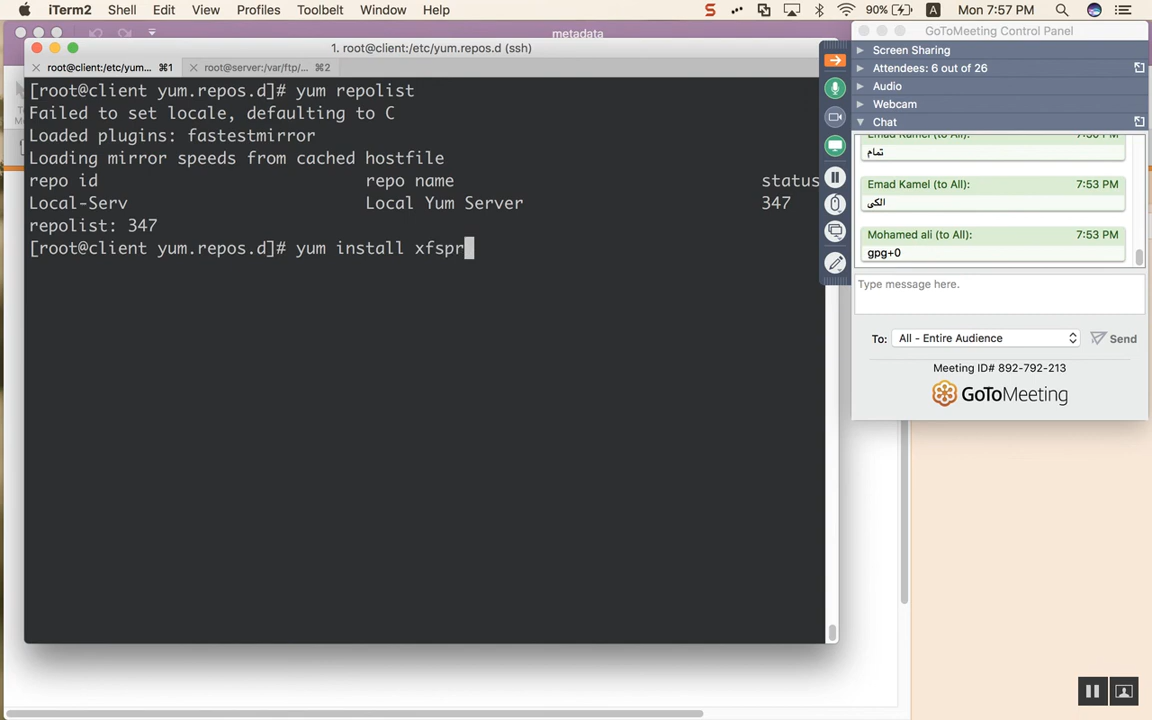 iTerm2 Shell Edit View Profiles Toolbelt Window Help 90% A Mon 7:57 PM
metadata
1. root@client:/etc/yum.repos.d (ssh)
root@client:/etc/yum... ⌘1 root@server:/var/ftp/... ⌘2
[root@client yum.repos.d]# yum repolist
Failed to set locale, defaulting to C
Loaded plugins: fastestmirror
Loading mirror speeds from cached hostfile
repo id repo name status
Local-Serv Local Yum Server 347
repolist: 347
[root@client yum.repos.d]# yum install xfspr
GoToMeeting Control Panel
Screen Sharing
Attendees: 6 out of 26
Audio
Webcam
Chat
Emad Kamel (to All):
تمام
Emad Kamel (to All): 7:53 PM
الكى
Mohamed ali (to All): 7:53 PM
gpg+0
Type message here.
To: All - Entire Audience Send
Meeting ID# 892-792-213
GoToMeeting